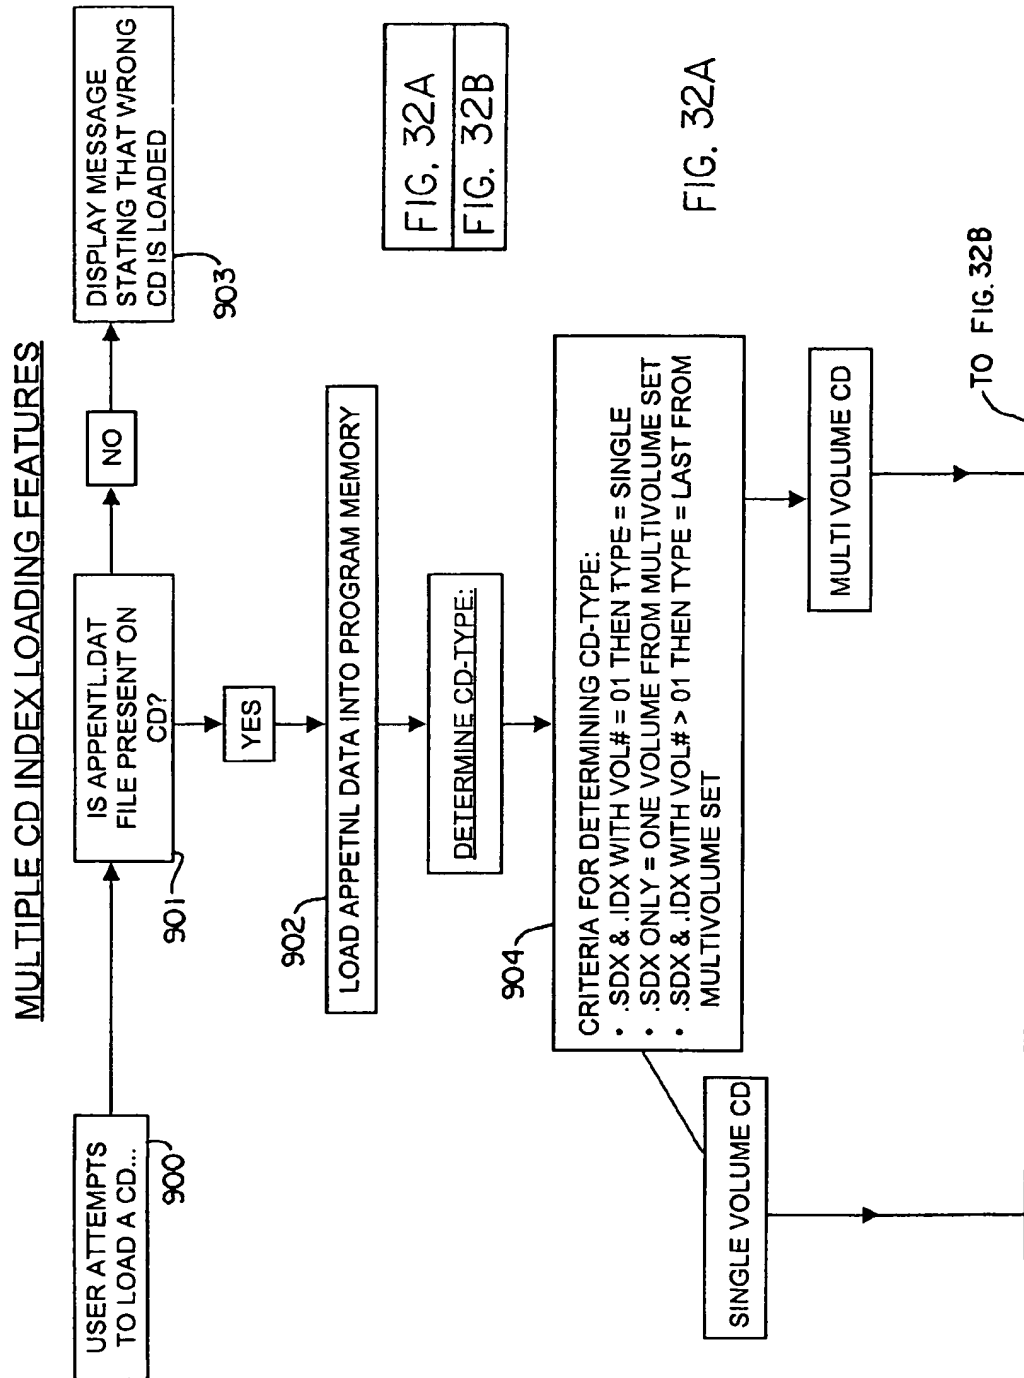 MULTIPLE CD INDEX LOADING FEATURES
USER ATTEMPTS
TO LOAD A CD...
900
IS APPENTL.DAT
FILE PRESENT ON
CD?
901
NO
DISPLAY MESSAGE
STATING THAT WRONG
CD IS LOADED
903
YES
902
LOAD APPETNL DATA INTO PROGRAM MEMORY
DETERMINE CD-TYPE:
904
CRITERIA FOR DETERMINING CD-TYPE:
• .SDX & .IDX WITH VOL# = 01 THEN TYPE = SINGLE
• .SDX ONLY = ONE VOLUME FROM MULTIVOLUME SET
• .SDX & .IDX WITH VOL# > 01 THEN TYPE = LAST FROM
MULTIVOLUME SET
SINGLE VOLUME CD
MULTI VOLUME CD
TO FIG. 32B
FIG. 32A
FIG. 32B
FIG. 32A